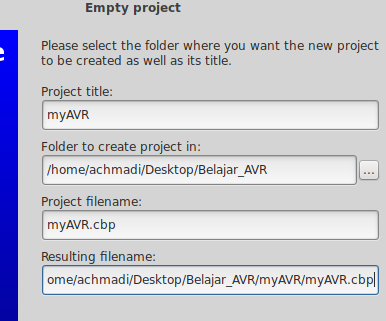 Empty project
e
Please select the folder where you want the new project
to be created as well as its title.
Project title:
myAVR
Folder to create project in:
/home/achmadi/Desktop/Belajar_AVR
...
Project filename:
myAVR.cbp
Resulting filename:
ome/achmadi/Desktop/Belajar_AVR/myAVR/myAVR.cbp